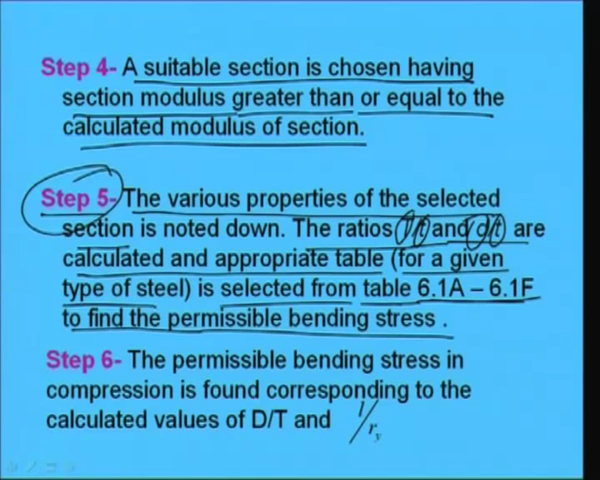 Step 4- A suitable section is chosen having
section modulus greater than or equal to the
calculated modulus of section.
Step 5- The various properties of the selected
section is noted down. The ratios T/t and d/t are
calculated and appropriate table (for a given
type of steel) is selected from table 6.1A – 6.1F
to find the permissible bending stress .
Step 6- The permissible bending stress in
compression is found corresponding to the
calculated values of D/T and l/ry